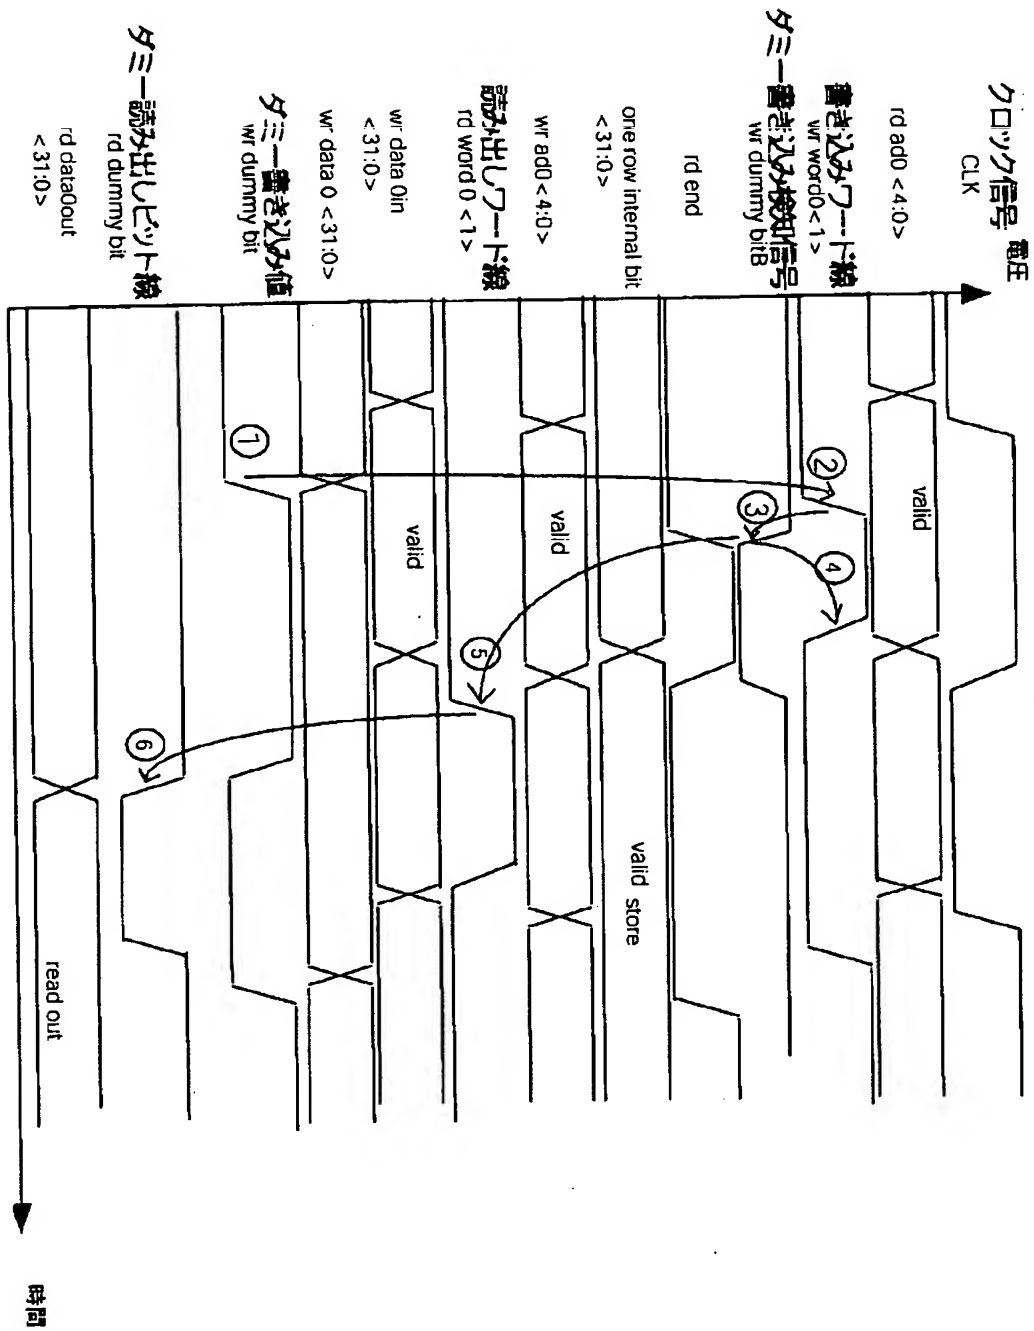 電圧
クロック信号
CLK
rd ad0 <4:0>
valid
書き込みワード線
wr word0<1>
②
④
ダミー書き込み検知信号
wr dummy bitB
③
rd end
one row internal bit
<31:0>
valid store
wr ad0<4:0>
valid
読み出しワード線
rd word 0 <1>
⑤
wr data 0in
<31:0>
valid
wr data 0 <31:0>
ダミー書き込み値
wr dummy bit
①
ダミー読み出しビット線
rd dummy bit
⑥
rd data0out
<31:0>
read out
時間